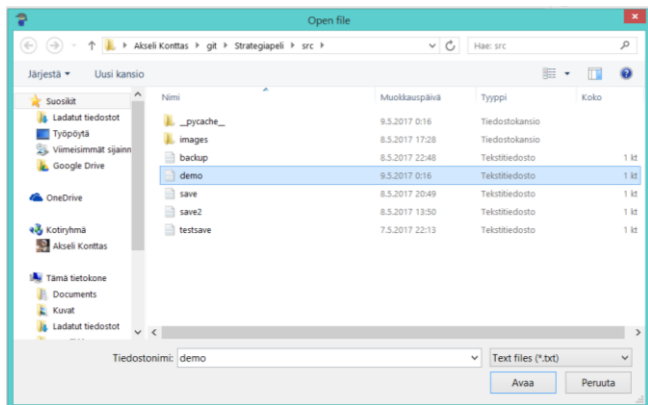 Open file
Akseli Konttas ▸ git ▸ Strategiapeli ▸ src ▸
Hae: src
Järjestä
Uusi kansio
Suosikit
Ladatut tiedostot
Työpöytä
Viimeisimmät sijainn
Google Drive
OneDrive
Kotiryhmä
Akseli Konttas
Tämä tietokone
Documents
Kuvat
Ladatut tiedostot
Nimi Muokkauspäivä Tyyppi Koko
__pycache__ 9.5.2017 0:16 Tiedostokansio
images 8.5.2017 17:28 Tiedostokansio
backup 8.5.2017 22:48 Tekstitiedosto 1 kt
demo 9.5.2017 0:16 Tekstitiedosto 1 kt
save 8.5.2017 20:49 Tekstitiedosto 1 kt
save2 8.5.2017 13:50 Tekstitiedosto 1 kt
testsave 7.5.2017 22:13 Tekstitiedosto 1 kt
Tiedostonimi: demo
Text files (*.txt)
Avaa
Peruuta